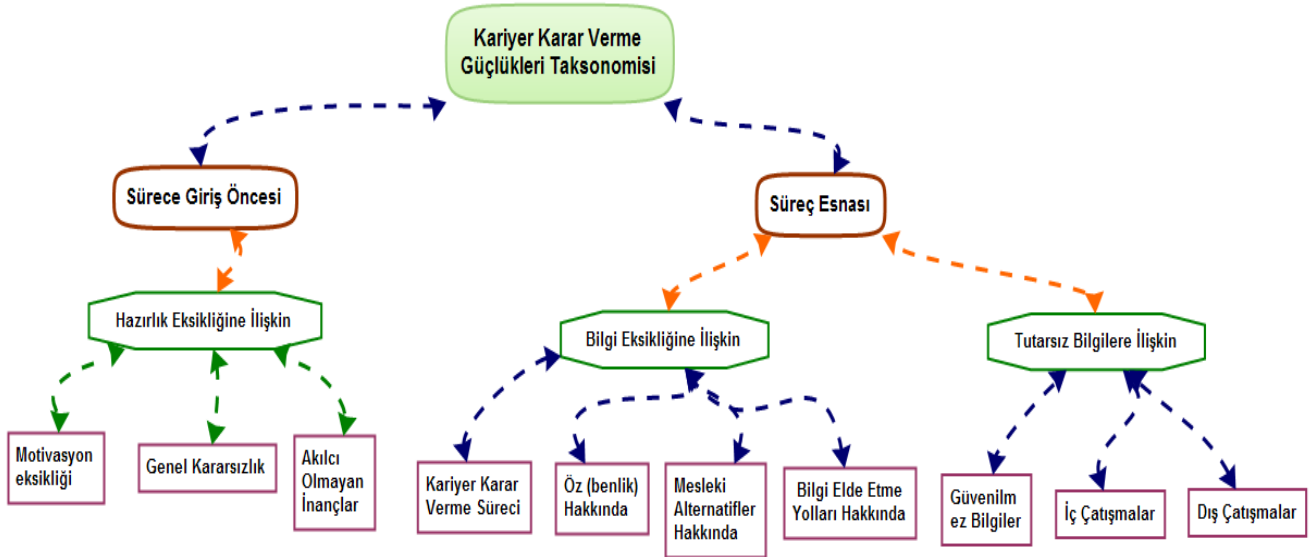 Kariyer Karar Verme
Güçlükleri Taksonomisi
Sürece Giriş Öncesi
Süreç Esnası
Hazırlık Eksikliğine İlişkin
Bilgi Eksikliğine İlişkin
Tutarsız Bilgilere İlişkin
Motivasyon
eksikliği
Genel Kararsızlık
Akılcı
Olmayan
İnançlar
Kariyer Karar
Verme Süreci
Öz (benlik)
Hakkında
Mesleki
Alternatifler
Hakkında
Bilgi Elde Etme
Yolları Hakkında
Güvenilm
ez Bilgiler
İç Çatışmalar
Dış Çatışmalar